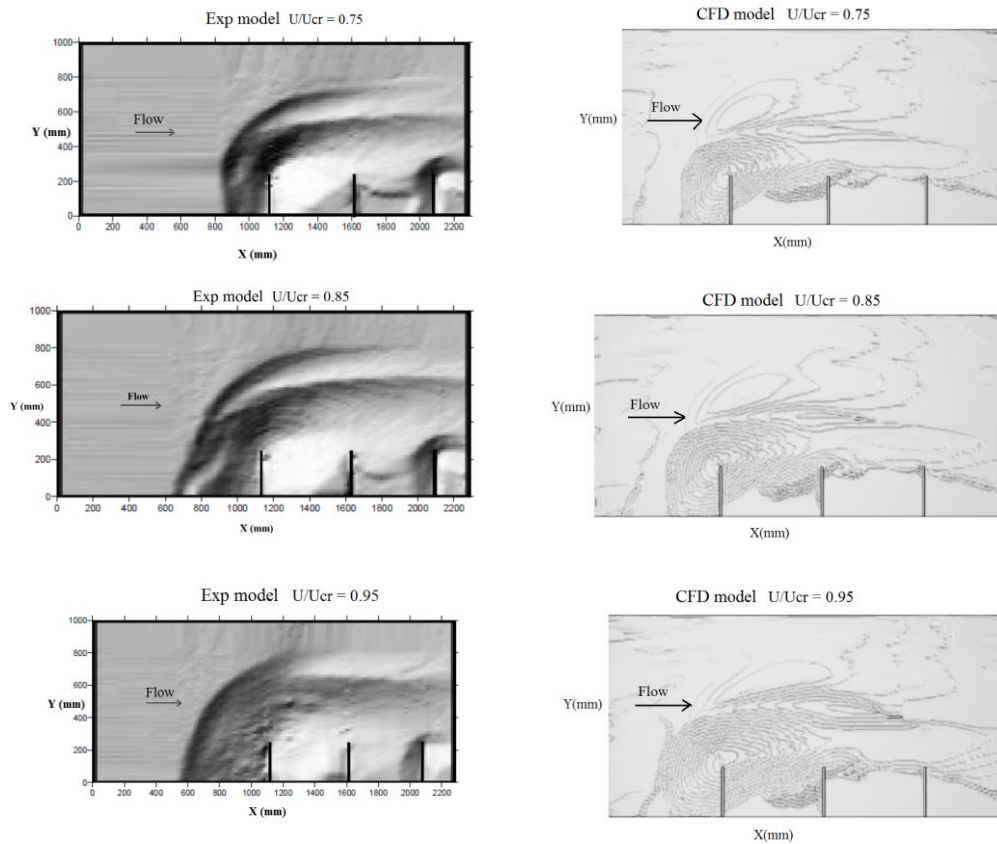 Exp model U/Ucr = 0.75
1000
800
600
Y (mm)
Flow
400
200
0
0 200 400 600 800 1000 1200 1400 1600 1800 2000 2200
X (mm)
CFD model U/Ucr = 0.75
Flow
Y(mm)
X(mm)
Exp model U/Ucr = 0.85
1000
800
600
Flow
Y (mm)
400
200
0
0 200 400 600 800 1000 1200 1400 1600 1800 2000 2200
X (mm)
CFD model U/Ucr = 0.85
Flow
Y(mm)
X(mm)
Exp model U/Ucr = 0.95
1000
800
600
Flow
Y (mm)
400
200
0
0 200 400 600 800 1000 1200 1400 1600 1800 2000 2200
X (mm)
CFD model U/Ucr = 0.95
Flow
Y(mm)
X(mm)